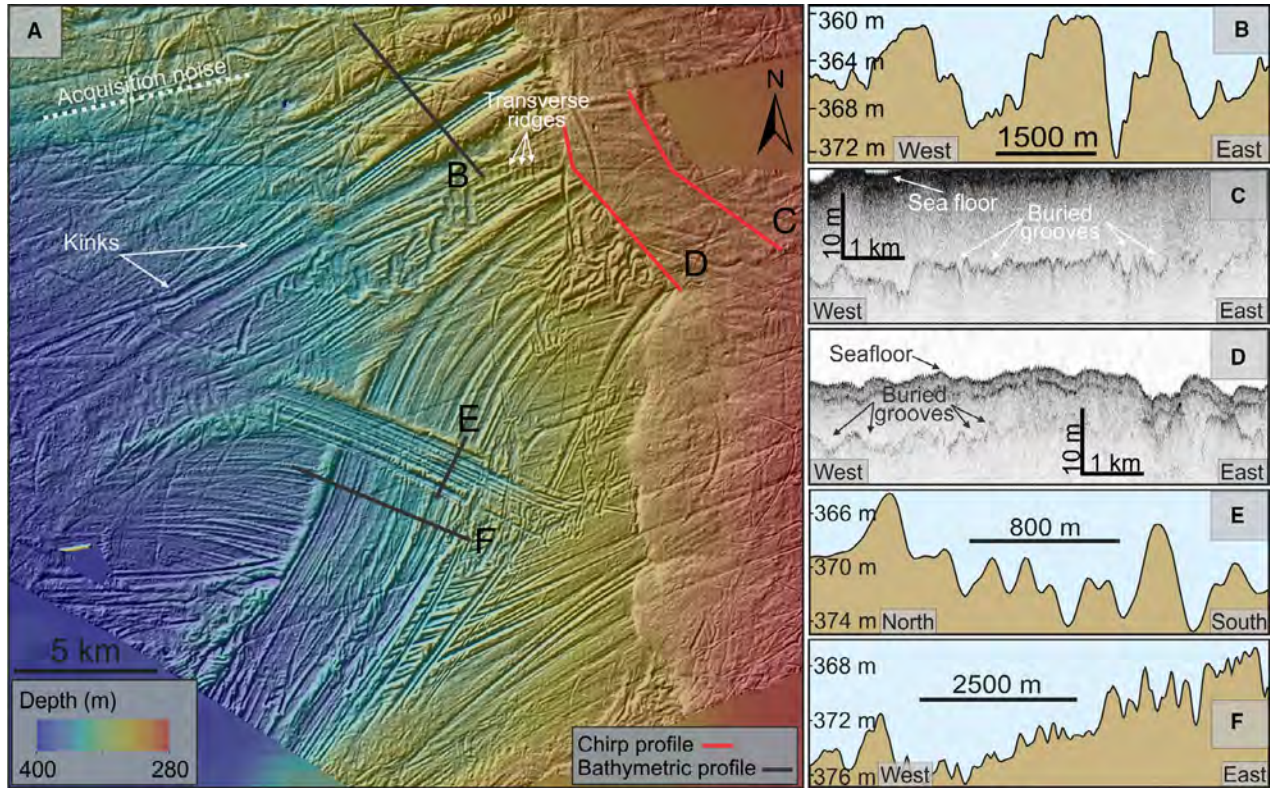 A
Acquisition noise
N
Transverse
ridges
B
C
Kinks
D
E
F
5 km
Depth (m)
400
280
Chirp profile
Bathymetric profile
360 m
B
364 m
368 m
372 m
West
1500 m
East
C
Sea floor
Buried
grooves
10 m
1 km
West
East
D
Seafloor
Buried
grooves
10 m
1 km
West
East
366 m
E
800 m
370 m
374 m
North
South
368 m
2500 m
372 m
F
376 m
West
East